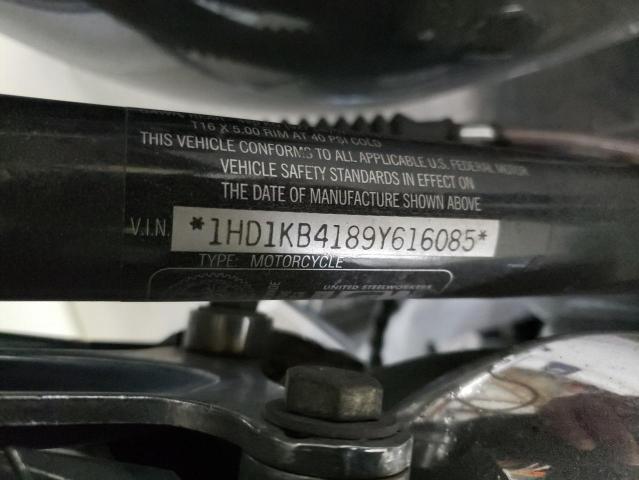 T16 X 5.00 RIM AT 40 PSI COLD
THIS VEHICLE CONFORMS TO ALL APPLICABLE U.S. FEDERAL MOTOR
VEHICLE SAFETY STANDARDS IN EFFECT ON
THE DATE OF MANUFACTURE SHOWN ABOVE
V.I.N. *1HD1KB4189Y616085*
TYPE: MOTORCYCLE
UNITED STEELWORKERS